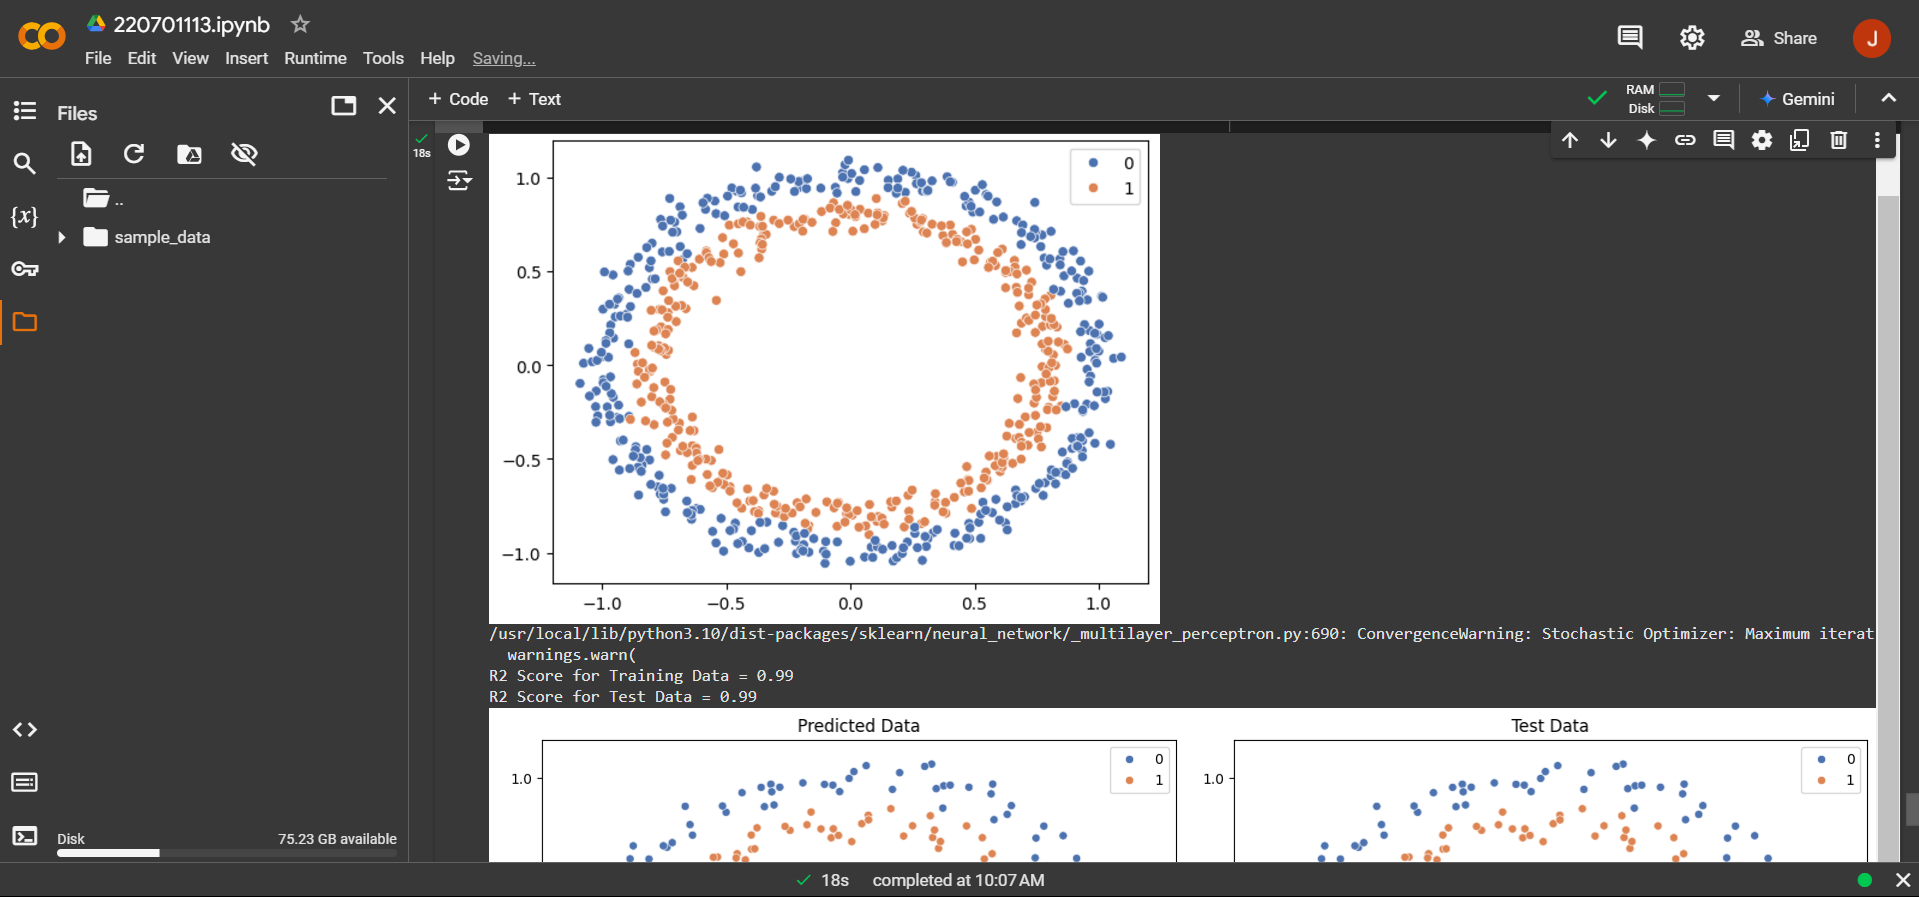 220701113.ipynb
File Edit View Insert Runtime Tools Help Saving...
Share
J
Files
+ Code + Text
RAM
Disk
Gemini
..
{x}
sample_data
18s
0
1
1.0
0.5
0.0
−0.5
−1.0
−1.0 −0.5 0.0 0.5 1.0
/usr/local/lib/python3.10/dist-packages/sklearn/neural_network/_multilayer_perceptron.py:690: ConvergenceWarning: Stochastic Optimizer: Maximum iterat
warnings.warn(
R2 Score for Training Data = 0.99
R2 Score for Test Data = 0.99
Predicted Data
0
1
1.0
Test Data
0
1
1.0
Disk 75.23 GB available
18s completed at 10:07 AM